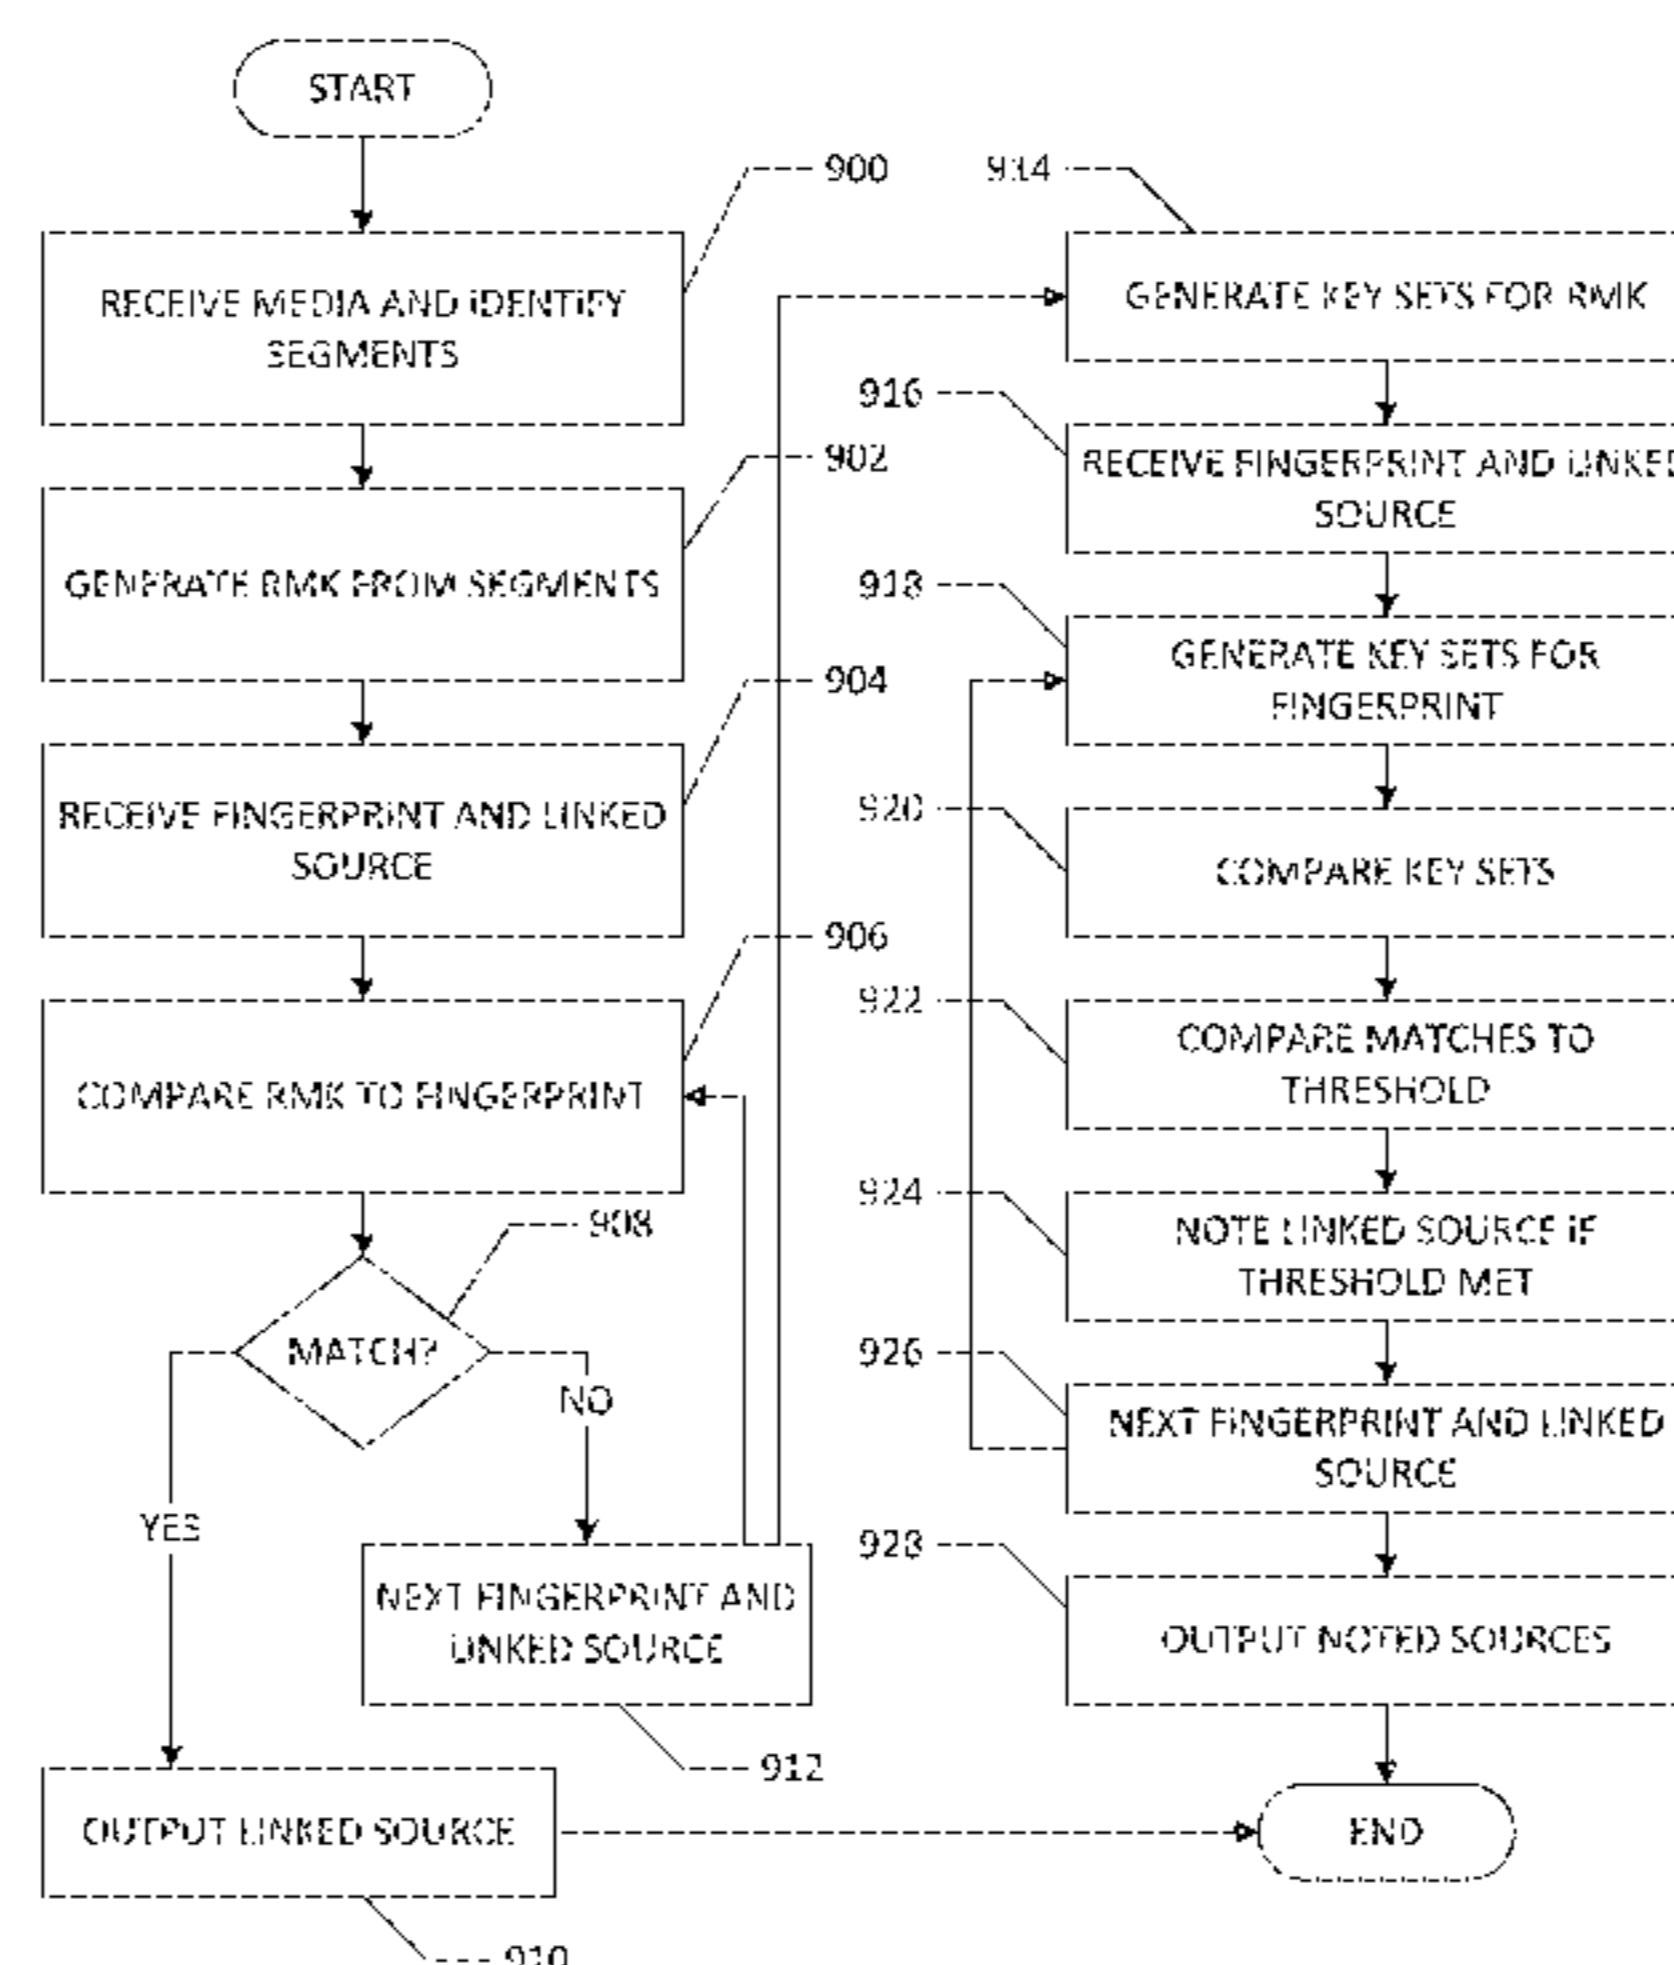 START
900
RECEIVE MEDIA AND IDENTIFY
SEGMENTS
902
GENERATE RMK FROM SEGMENTS
904
RECEIVE FINGERPRINT AND LINKED
SOURCE
906
COMPARE RMK TO FINGERPRINT
908
MATCH?
NO
YES
NEXT FINGERPRINT AND
LINKED SOURCE
912
OUTPUT LINKED SOURCE
910
914
GENERATE KEY SETS FOR RMK
916
RECEIVE FINGERPRINT AND LINKED
SOURCE
918
GENERATE KEY SETS FOR
FINGERPRINT
920
COMPARE KEY SETS
922
COMPARE MATCHES TO
THRESHOLD
924
NOTE LINKED SOURCE IF
THRESHOLD MET
926
NEXT FINGERPRINT AND LINKED
SOURCE
928
OUTPUT NOTED SOURCES
END